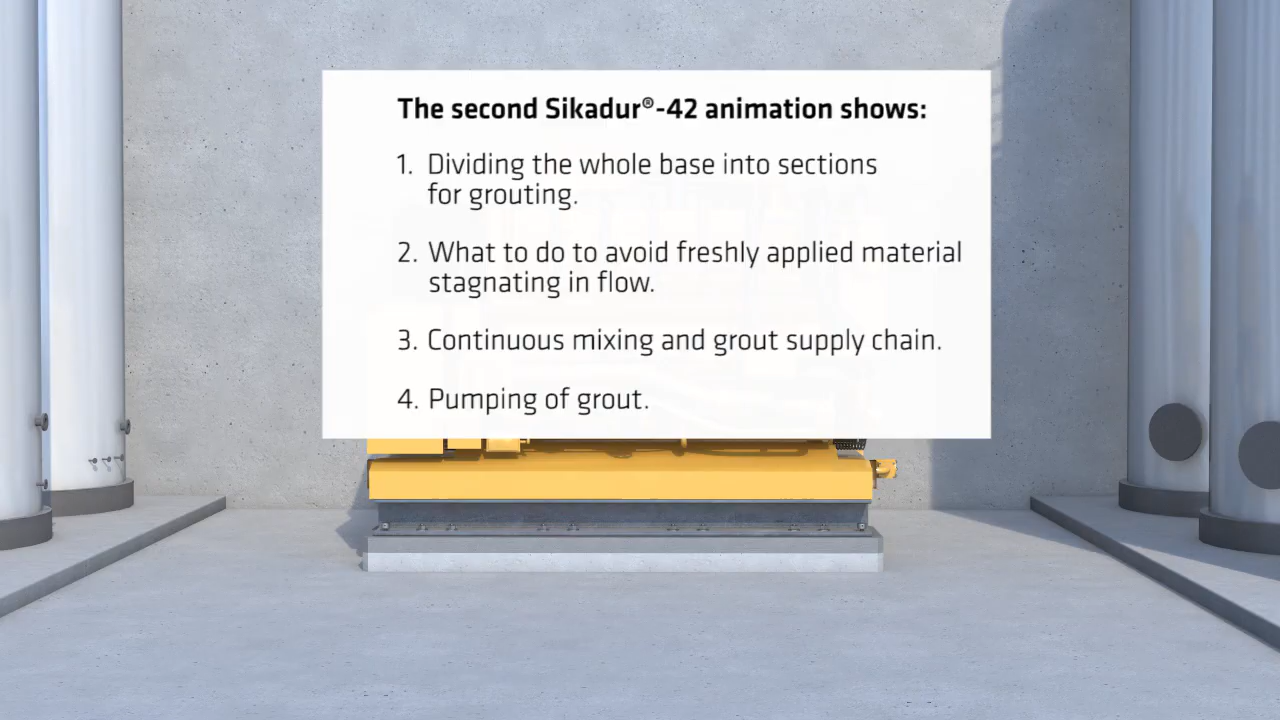 The second Sikadur®-42 animation shows:
1. Dividing the whole base into sections
for grouting.
2. What to do to avoid freshly applied material
stagnating in flow.
3. Continuous mixing and grout supply chain.
4. Pumping of grout.